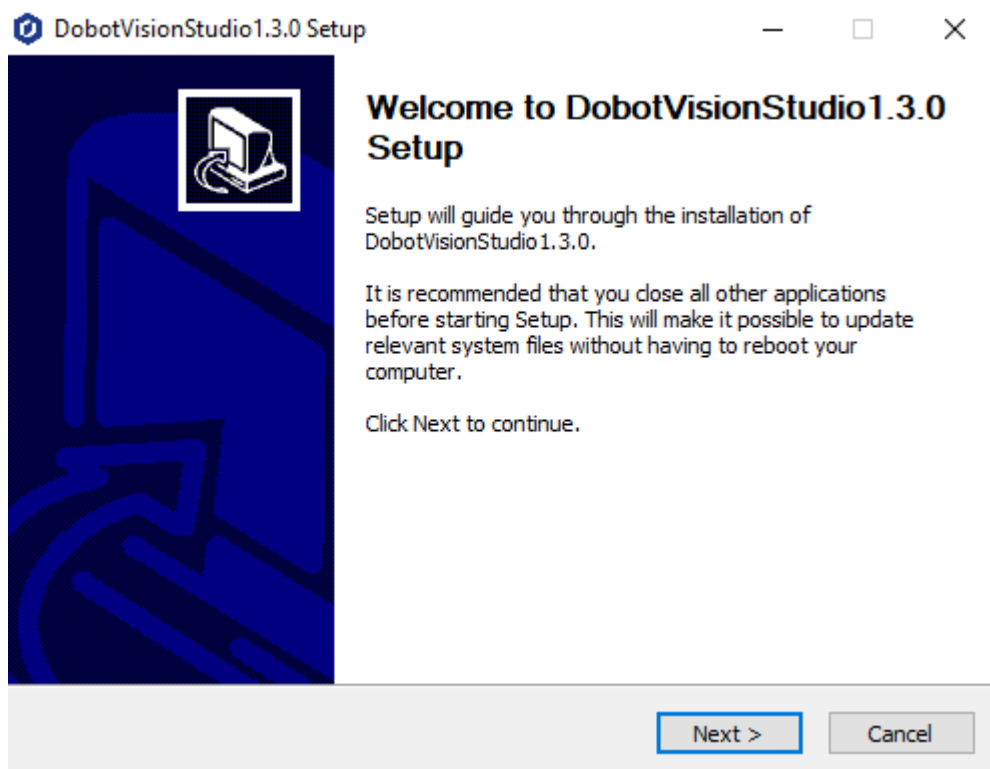 DobotVisionStudio1.3.0 Setup
Welcome to DobotVisionStudio1.3.0
Setup
Setup will guide you through the installation of
DobotVisionStudio1.3.0.
It is recommended that you close all other applications
before starting Setup. This will make it possible to update
relevant system files without having to reboot your
computer.
Click Next to continue.
Next >
Cancel